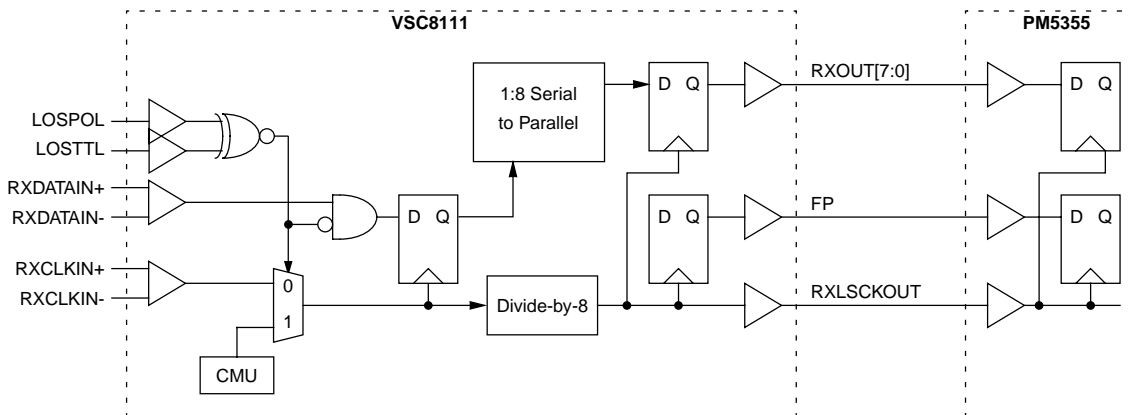 VSC8111
PM5355
RXOUT[7:0]
1:8 Serial
to Parallel
D Q
D Q
LOSPOL
LOSTTL
RXDATAIN+
RXDATAIN-
D Q
D Q
FP
D Q
RXCLKIN+
RXCLKIN-
0
1
Divide-by-8
RXLSCKOUT
CMU